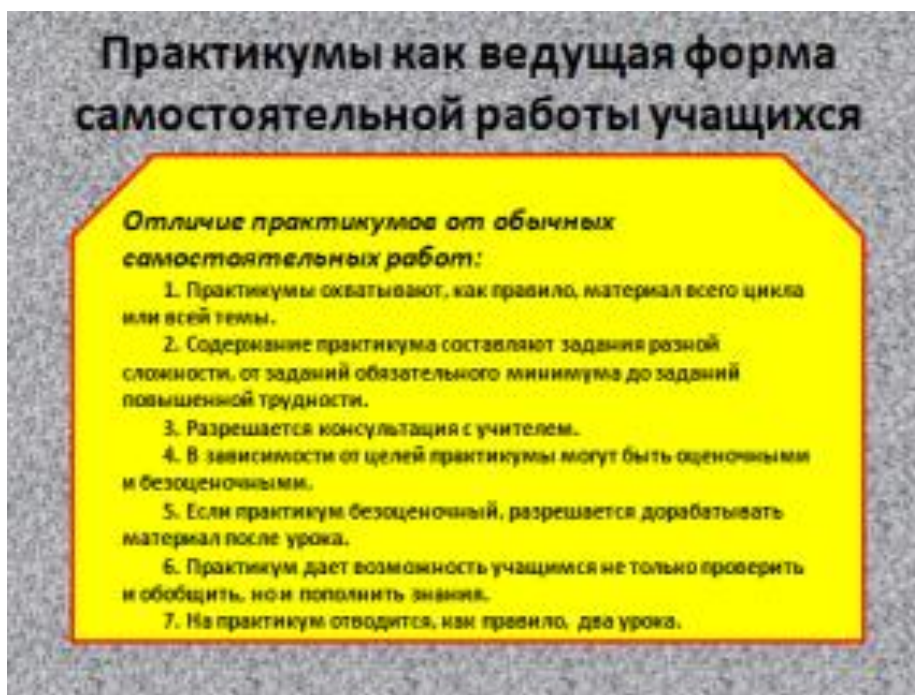 Практикумы как ведущая форма
самостоятельной работы учащихся
Отличие практикумов от обычных
самостоятельных работ:
1. Практикумы охватывают, как правило, материал всего цикла
или всей темы.
2. Содержание практикума составляют задания разной
сложности, от заданий обязательного минимума до заданий
повышенной трудности.
3. Разрешается консультация с учителем.
4. В зависимости от целей практикумы могут быть оценочными
и безоценочными.
5. Если практикум безоценочный, разрешается дорабатывать
материал после урока.
6. Практикум дает возможность учащимся не только проверить
и обобщить, но и пополнить знания.
7. На практикум отводится, как правило, два урока.